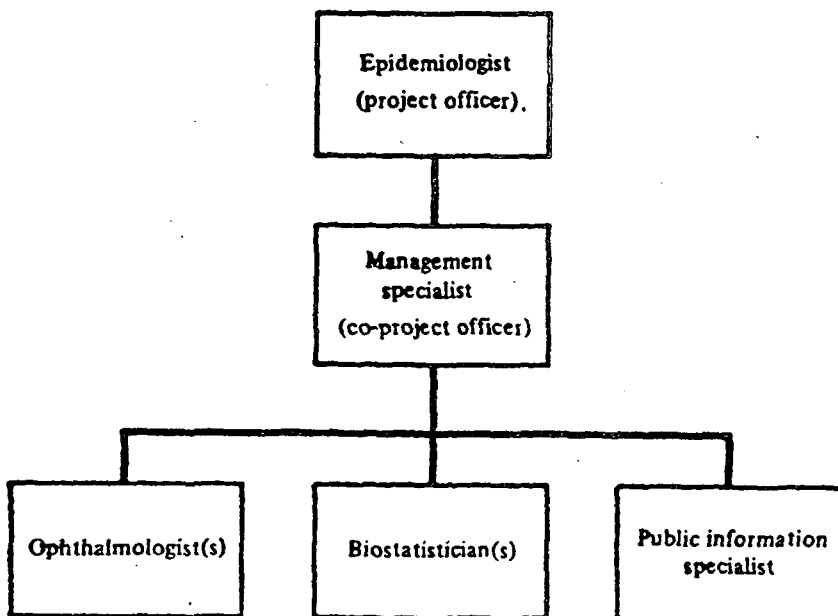 Epidemiologist
(project officer).
Management
specialist
(co-project officer)
Ophthalmologist(s)
Biostatistician(s)
Public information
specialist